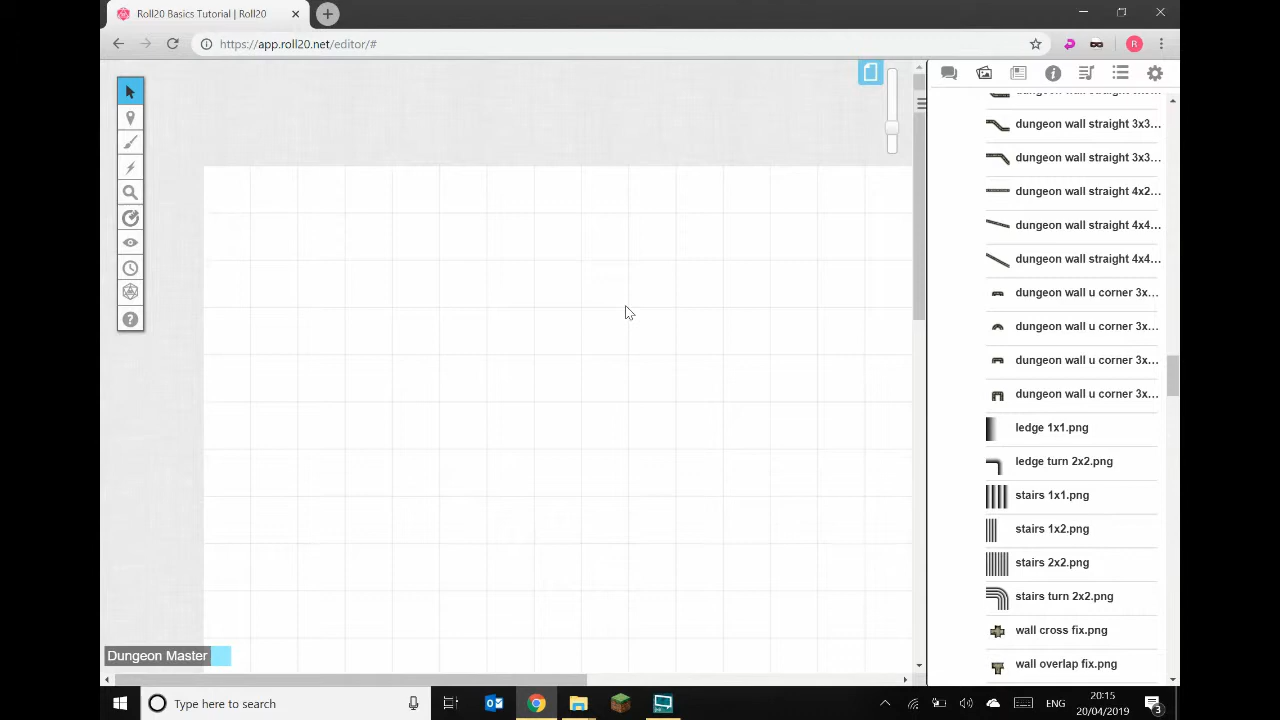 Roll20 Basics Tutorial | Roll20
https://app.roll20.net/editor/#
dungeon wall straight 3x3...
dungeon wall straight 3x3...
dungeon wall straight 4x2...
dungeon wall straight 4x4...
dungeon wall straight 4x4...
dungeon wall u corner 3x...
dungeon wall u corner 3x...
dungeon wall u corner 3x...
dungeon wall u corner 3x...
ledge 1x1.png
ledge turn 2x2.png
stairs 1x1.png
stairs 1x2.png
stairs 2x2.png
stairs turn 2x2.png
wall cross fix.png
wall overlap fix.png
Dungeon Master
Type here to search
ENG
20:15
20/04/2019
3
R